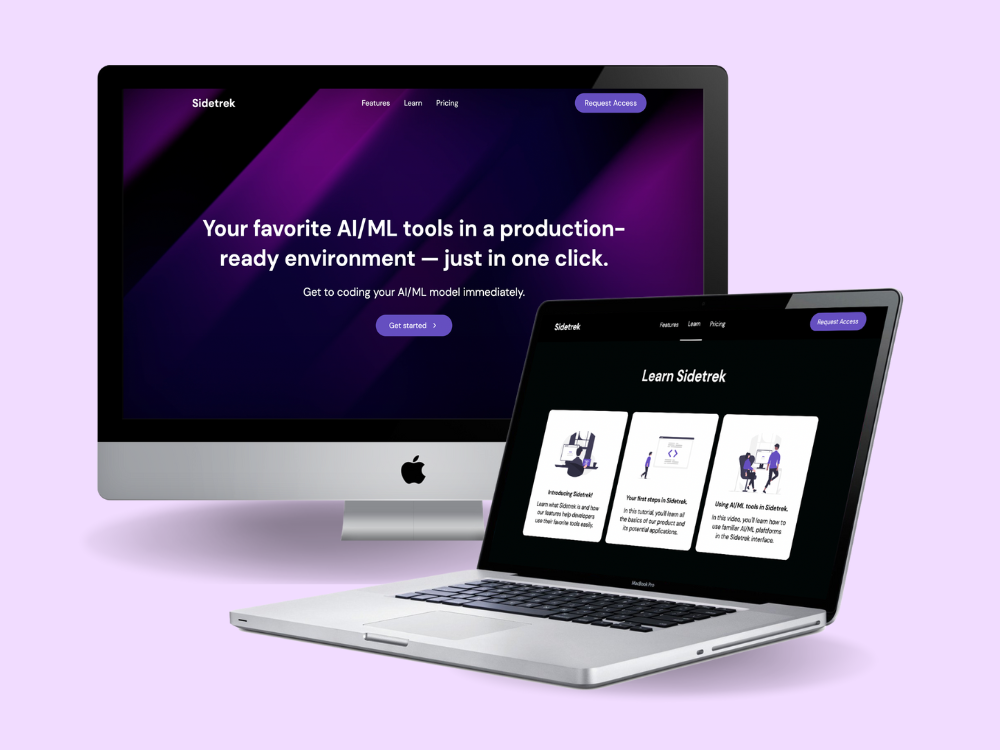 Sidetrek
Features Learn Pricing
Request Access
Your favorite AI/ML tools in a production-
ready environment — just in one click.
Get to coding your AI/ML model immediately.
Get started
Sidetrek
Features Learn Pricing
Request Access
Learn Sidetrek
Introducing Sidetrek!
Learn what Sidetrek is and how
our features help developers
use their favorite tools easily.
Your first steps in Sidetrek.
In this tutorial, you'll learn all
the basics of our product and
its potential applications.
Using AI/ML tools in Sidetrek.
In this video, you'll learn how to
use familiar AI/ML platforms
in the Sidetrek interface.
MacBook Pro